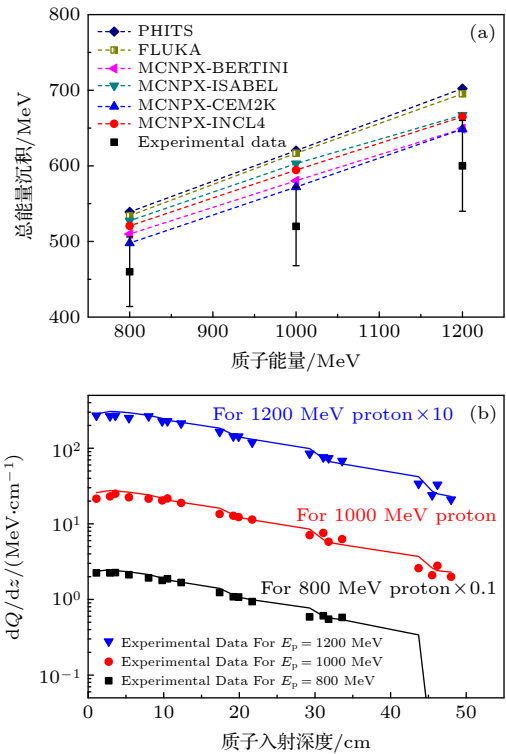 (a)
PHITS
FLUKA
MCNPX-BERTINI
MCNPX-ISABEL
MCNPX-CEM2K
MCNPX-INCL4
Experimental data
总能量沉积/MeV
800
700
600
500
400
800 900 1000 1100 1200
质子能量/MeV
(b)
For 1200 MeV proton×10
For 1000 MeV proton
For 800 MeV proton×0.1
Experimental Data For Eₚ = 1200 MeV
Experimental Data For Eₚ = 1000 MeV
Experimental Data For Eₚ = 800 MeV
dQ/dz/(MeV·cm⁻¹)
10²
10¹
10⁰
10⁻¹
0 10 20 30 40 50 60
质子入射深度/cm